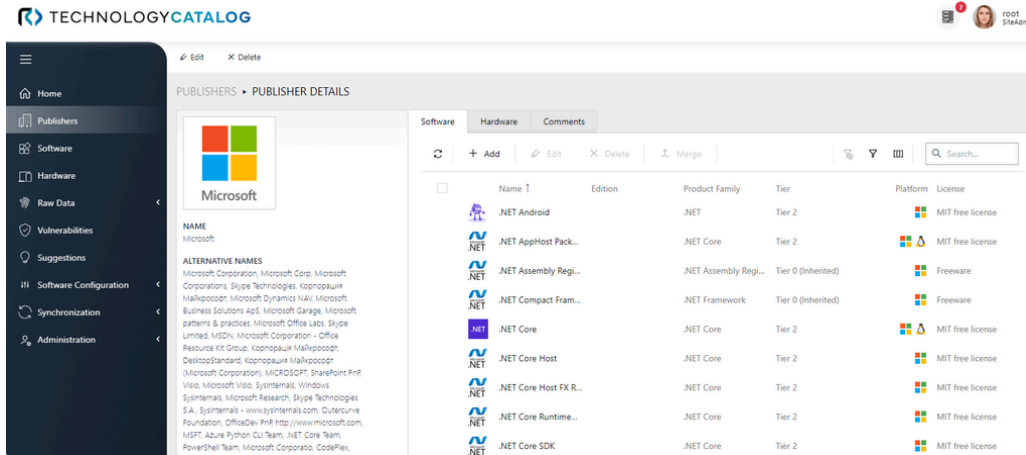 TECHNOLOGYCATALOG
7
root
Edit
Delete
Home
Publishers
Software
Hardware
Raw Data
Vulnerabilities
Suggestions
Software Configuration
Synchronization
Administration
PUBLISHERS ▸ PUBLISHER DETAILS
Microsoft
NAME
Microsoft
ALTERNATIVE NAMES
Microsoft Corporation, Microsoft Corp, Microsoft
Corporations, Skype Technologies, Корпорация
Майкрософт, Microsoft Dynamics NAV, Microsoft
Business Solutions ApS, Microsoft Garage, Microsoft
patterns & practices, Microsoft Office Labs, Skype
Limited, MSDN, Microsoft Corporation - Office
Resource Kit Group, Корпорация Майкрософт,
DesktopStandard, Корпорация Майкрософт
(Microsoft Corporation), MICROSOFT, SharePoint PnP,
Visio, Microsoft Visio, Sysinternals, Windows
Sysinternals, Microsoft Research, Skype Technologies
S.A., Sysinternals - www.sysinternals.com, Outercurve
Foundation, OfficeDev PnP, http://www.microsoft.com,
MSFT, Azure Python CLI Team, .NET Core Team,
PowerShell Team, Microsoft Corporatio, CodePlex,
Software Hardware Comments
+ Add Edit Delete Merge Search...
Name Edition Product Family Tier Platform License
.NET Android .NET Tier 2 MIT free license
.NET .NET AppHost Pack... .NET Core Tier 2 MIT free license
.NET .NET Assembly Regi... .NET Assembly Regi... Tier 0 (Inherited) Freeware
.NET .NET Compact Fram... .NET Framework Tier 0 (Inherited) Freeware
.NET .NET Core .NET Core Tier 2 MIT free license
.NET .NET Core Host .NET Core Tier 2 MIT free license
.NET .NET Core Host FX R... .NET Core Tier 2 MIT free license
.NET .NET Core Runtime... .NET Core Tier 2 MIT free license
.NET .NET Core SDK .NET Core Tier 2 MIT free license